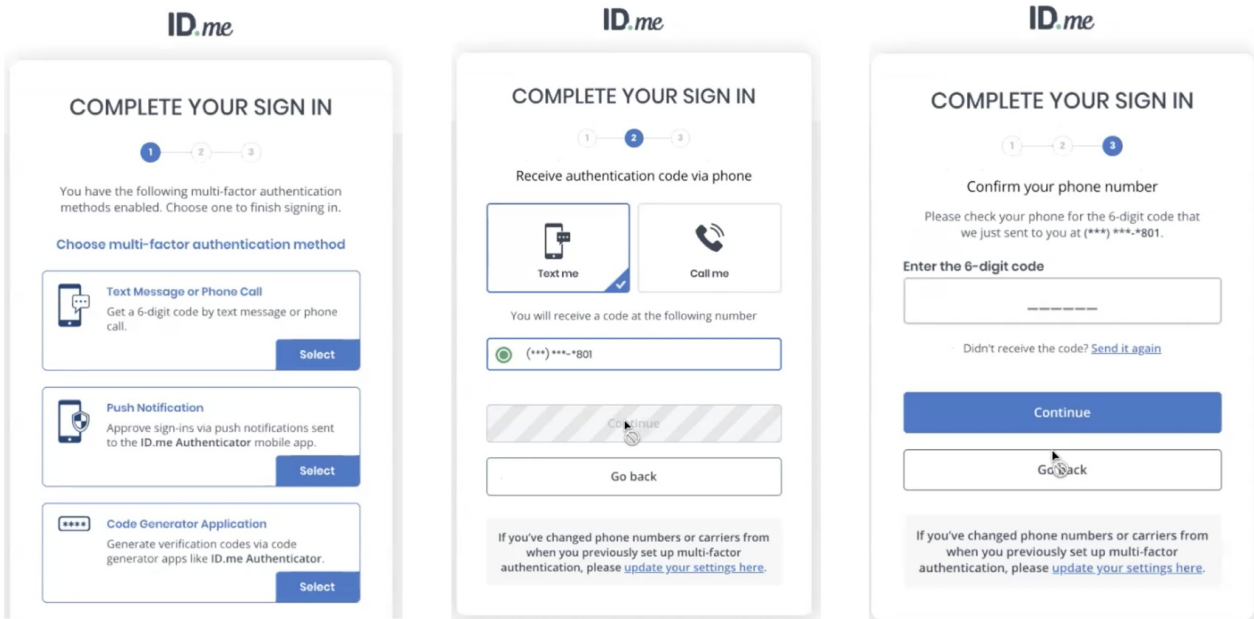 ID.me
COMPLETE YOUR SIGN IN
1
2
3
You have the following multi-factor authentication
methods enabled. Choose one to finish signing in.
Choose multi-factor authentication method
Text Message or Phone Call
Get a 6-digit code by text message or phone
call.
Select
Push Notification
Approve sign-ins via push notifications sent
to the ID.me Authenticator mobile app.
Select
****
Code Generator Application
Generate verification codes via code
generator apps like ID.me Authenticator.
Select
ID.me
COMPLETE YOUR SIGN IN
1
2
3
Receive authentication code via phone
Text me
Call me
You will receive a code at the following number
(***) ***-*801
Continue
Go back
If you've changed phone numbers or carriers from
when you previously set up multi-factor
authentication, please update your settings here.
ID.me
COMPLETE YOUR SIGN IN
1
2
3
Confirm your phone number
Please check your phone for the 6-digit code that
we just sent to you at (***) ***-*801.
Enter the 6-digit code
______
Didn't receive the code? Send it again
Continue
Go back
If you've changed phone numbers or carriers from
when you previously set up multi-factor
authentication, please update your settings here.